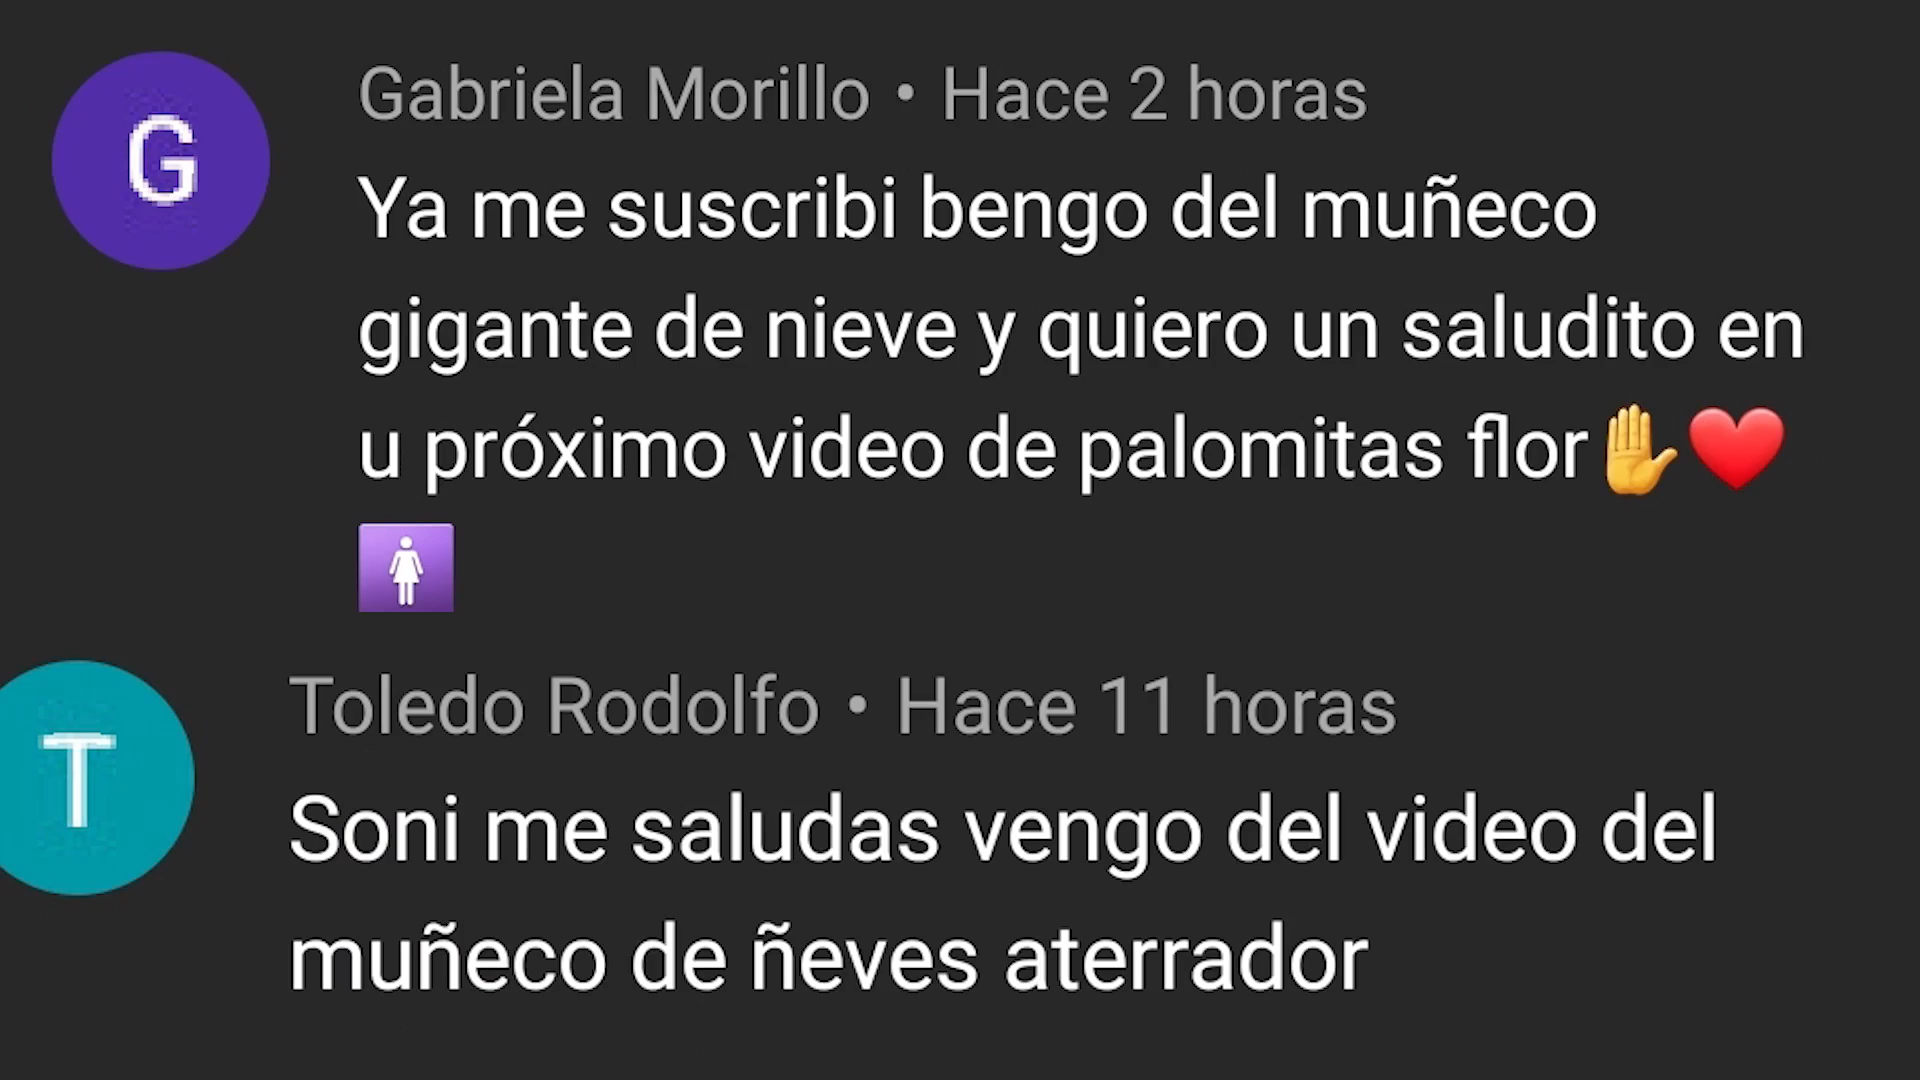 G
Gabriela Morillo • Hace 2 horas
Ya me suscribi bengo del muñeco
gigante de nieve y quiero un saludito en
u próximo video de palomitas flor✋❤️
🚺
T
Toledo Rodolfo • Hace 11 horas
Soni me saludas vengo del video del
muñeco de ñeves aterrador